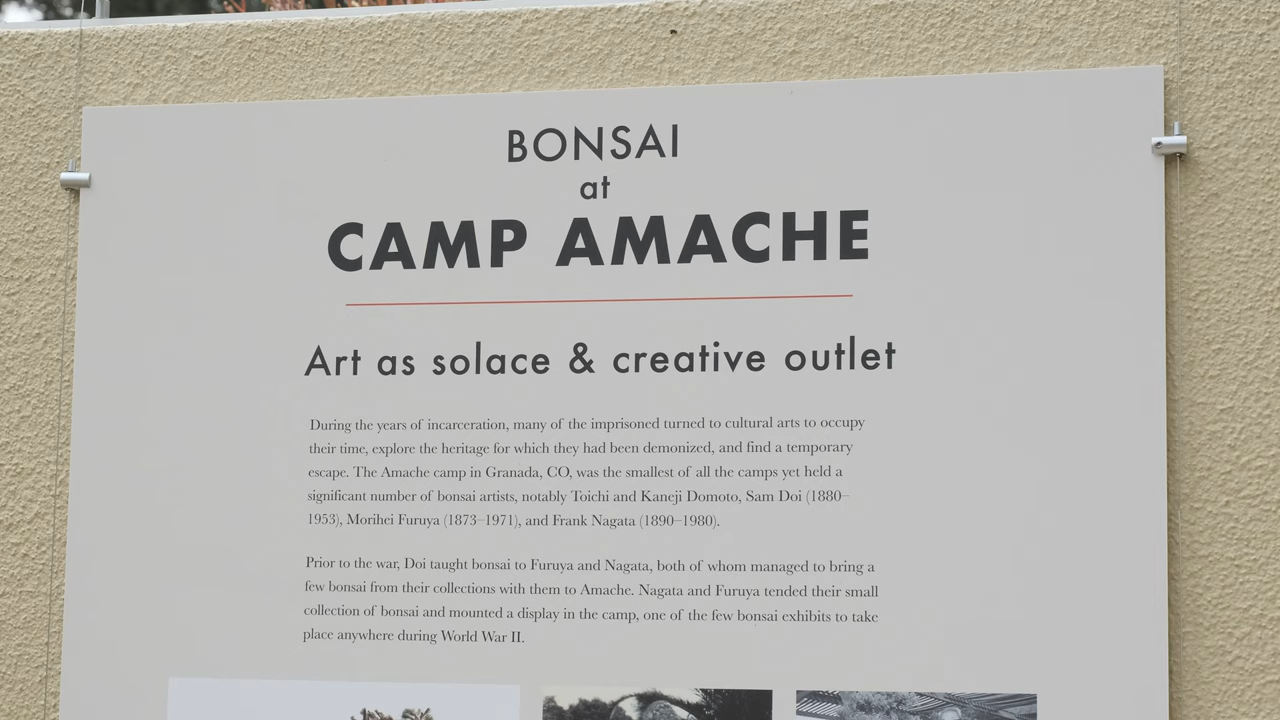 BONSAI
at
CAMP AMACHE
Art as solace & creative outlet
During the years of incarceration, many of the imprisoned turned to cultural arts to occupy
their time, explore the heritage for which they had been demonized, and find a temporary
escape. The Amache camp in Granada, CO, was the smallest of all the camps yet held a
significant number of bonsai artists, notably Toichi and Kaneji Domoto, Sam Doi (1880–
1953), Morihei Furuya (1873–1971), and Frank Nagata (1890–1980).
Prior to the war, Doi taught bonsai to Furuya and Nagata, both of whom managed to bring a
few bonsai from their collections with them to Amache. Nagata and Furuya tended their small
collection of bonsai and mounted a display in the camp, one of the few bonsai exhibits to take
place anywhere during World War II.